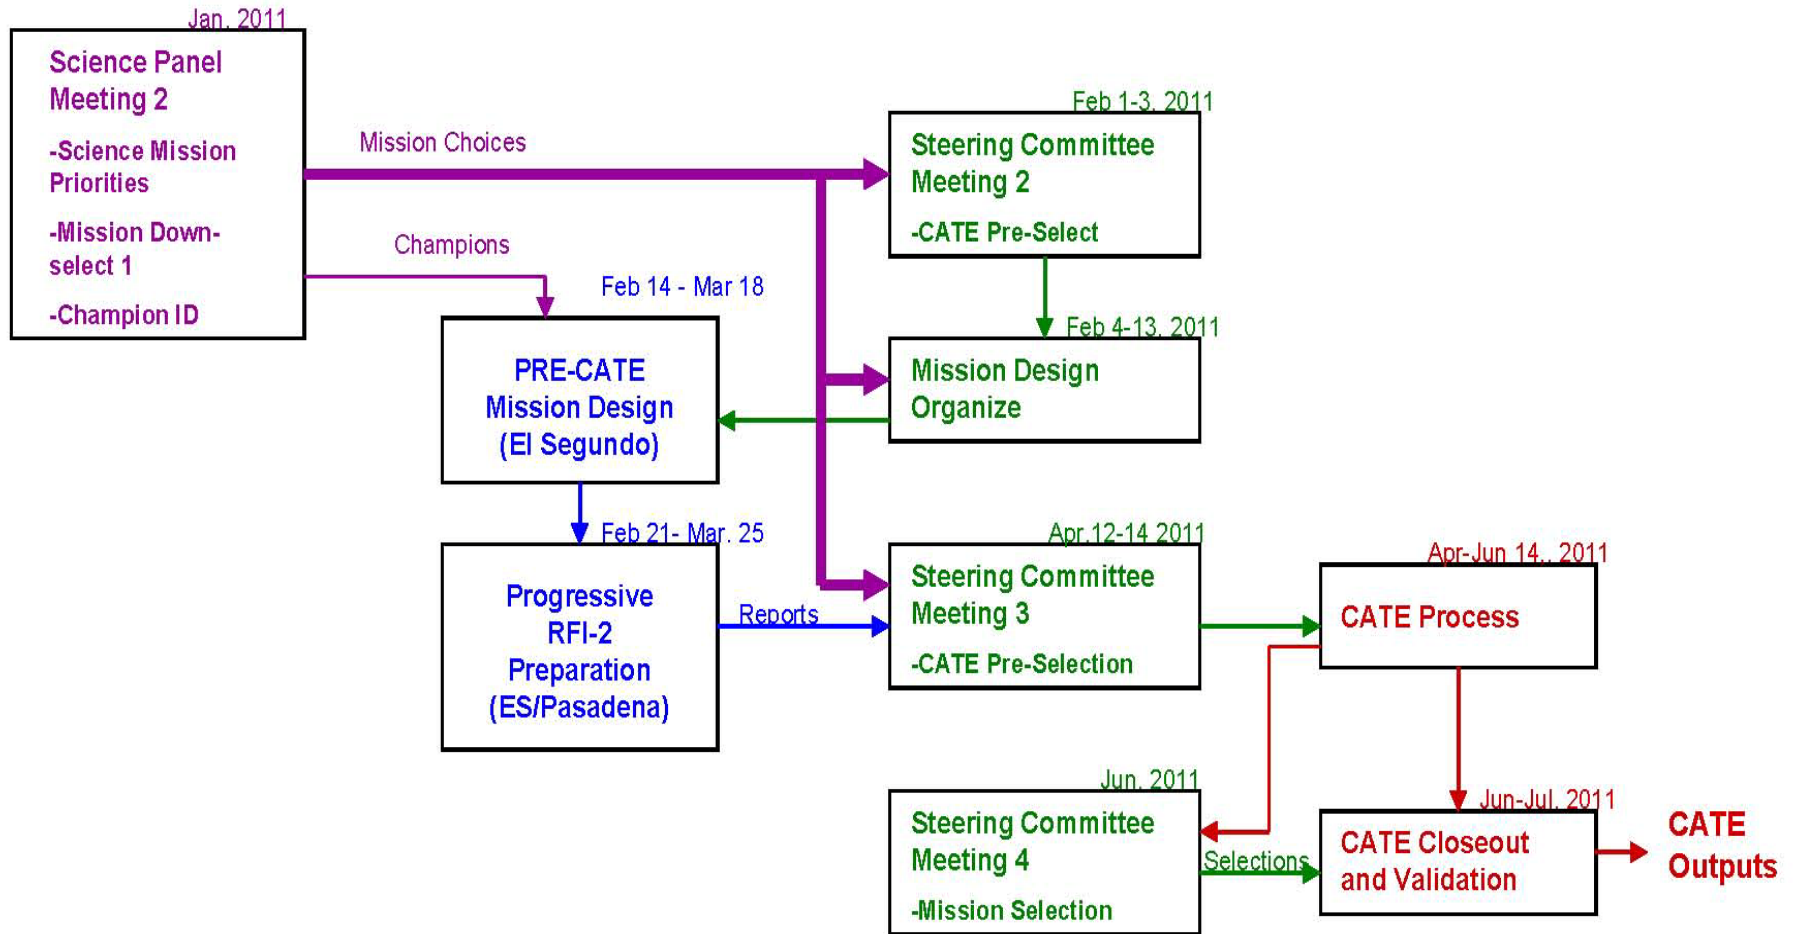 Jan. 2011
Science Panel
Meeting 2
-Science Mission
Priorities
-Mission Down-
select 1
-Champion ID
Mission Choices
Champions
Feb 1-3, 2011
Steering Committee
Meeting 2
-CATE Pre-Select
Feb 14 - Mar 18
PRE-CATE
Mission Design
(El Segundo)
Feb 4-13, 2011
Mission Design
Organize
Feb 21- Mar. 25
Progressive
RFI-2
Preparation
(ES/Pasadena)
Reports
Apr.12-14 2011
Steering Committee
Meeting 3
-CATE Pre-Selection
Apr-Jun 14,, 2011
CATE Process
Jun, 2011
Steering Committee
Meeting 4
-Mission Selection
Selections
Jun-Jul, 2011
CATE Closeout
and Validation
CATE
Outputs